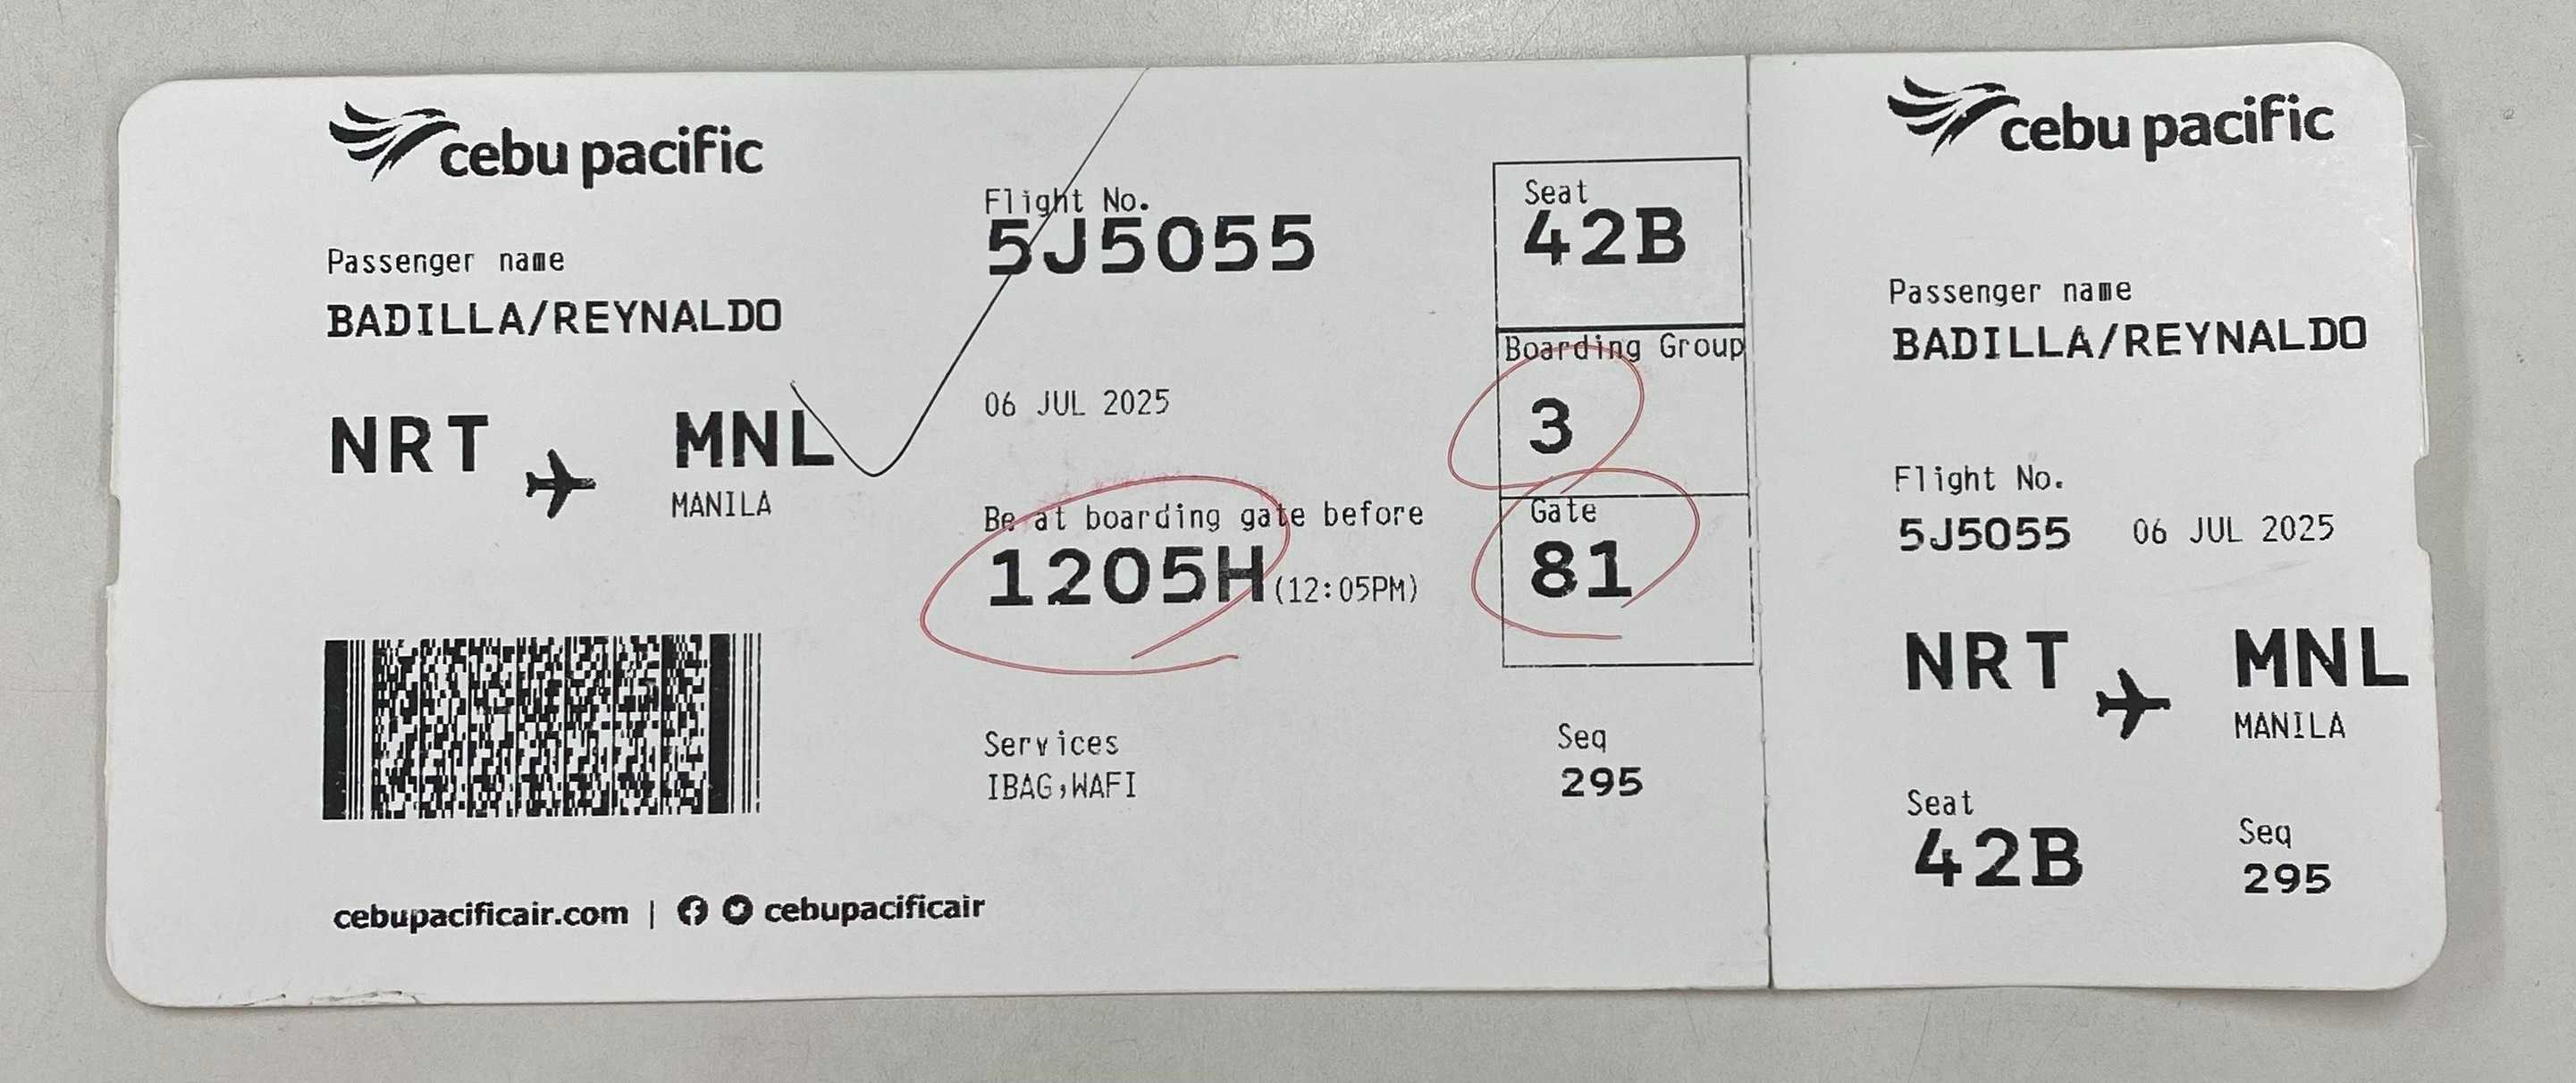 cebu pacific
Passenger name
BADILLA/REYNALDO
NRT MNL
MANILA
cebupacificair.com | cebupacificair
Flight No.
5J5055
06 JUL 2025
Be at boarding gate before
1205H(12:05PM)
Services
IBAG,WAFI
Seat
42B
Boarding Group
3
Gate
81
Seq
295
cebu pacific
Passenger name
BADILLA/REYNALDO
Flight No.
5J5055 06 JUL 2025
NRT MNL
MANILA
Seat
42B
Seq
295